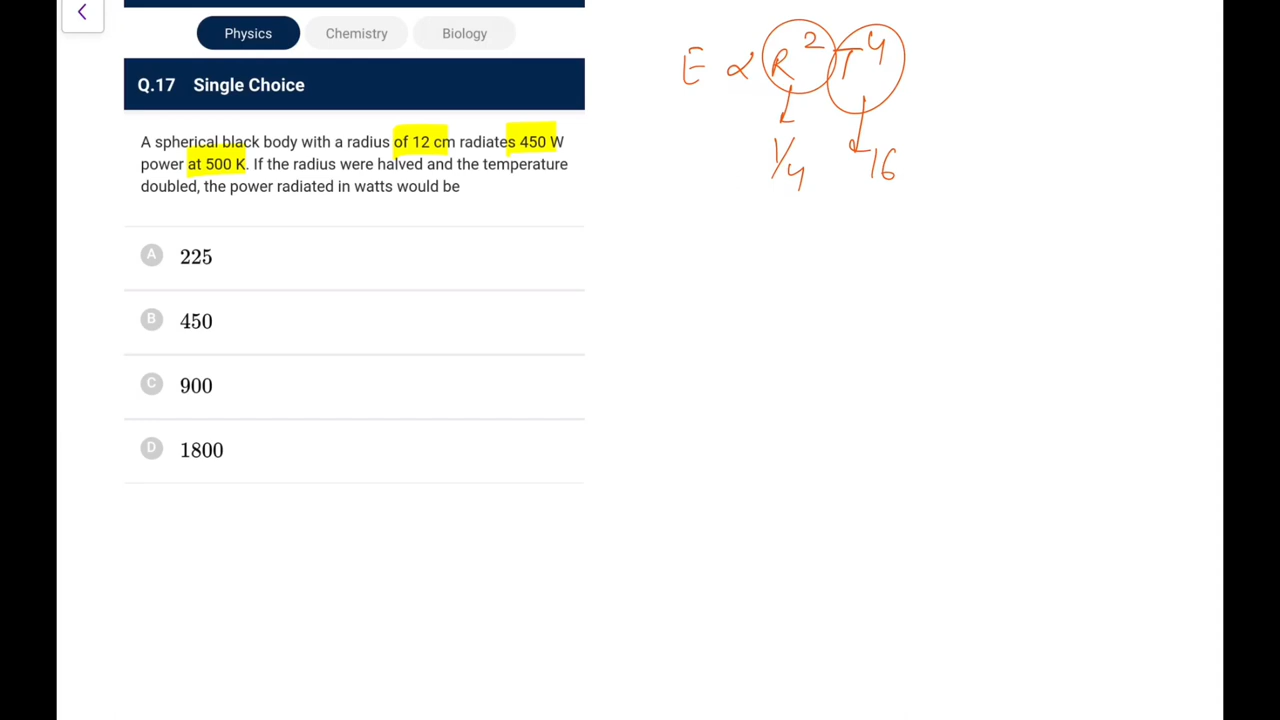 Physics Chemistry Biology
Q.17 Single Choice
A spherical black body with a radius of 12 cm radiates 450 W
power at 500 K. If the radius were halved and the temperature
doubled, the power radiated in watts would be
A 225
B 450
C 900
D 1800
E ∝ R² T⁴
1/4 16